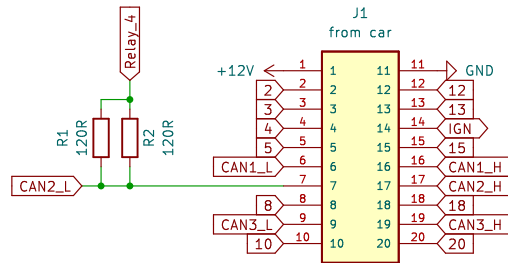 J1
from car
Relay_4
+12V 1 1 11 11 GND
2 2 2 12 12 12
3 3 3 13 13 13
R1 120R R2 120R
4 4 4 14 14 IGN
5 5 5 15 15 15
CAN1_L 6 6 16 16 CAN1_H
CAN2_L 7 7 17 17 CAN2_H
8 8 8 18 18 18
CAN3_L 9 9 19 19 CAN3_H
10 10 10 20 20 20